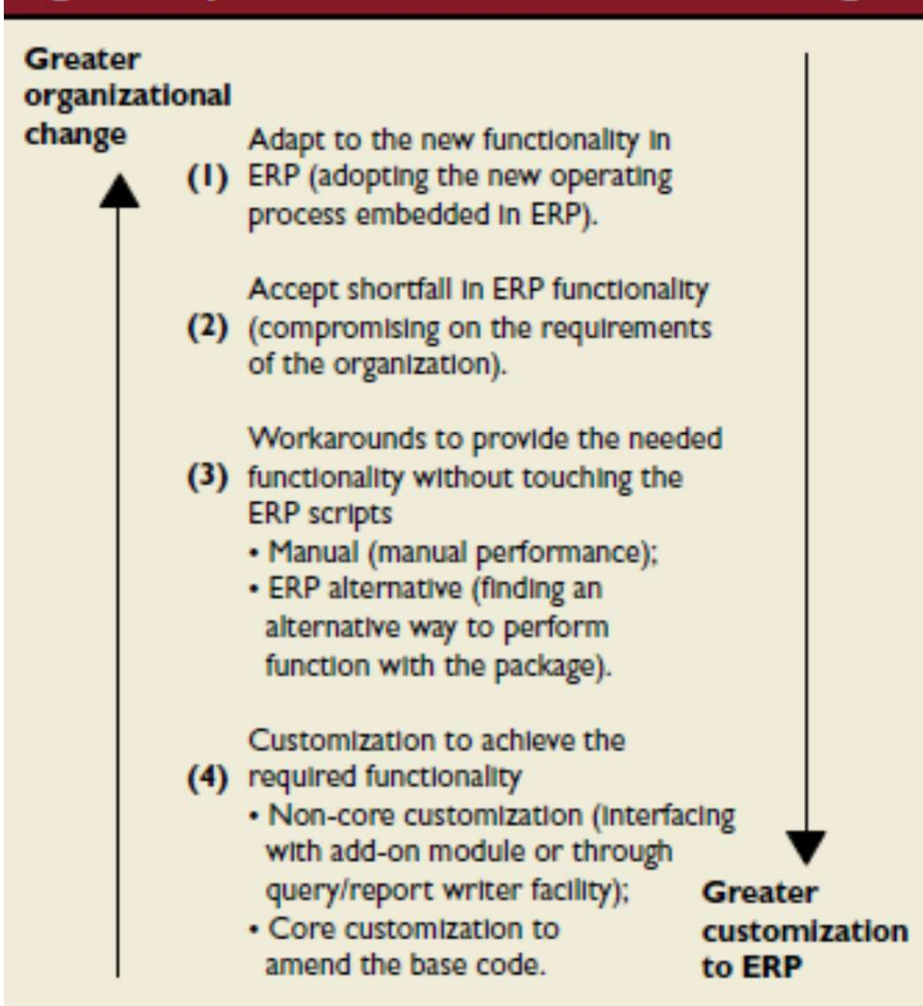 Greater
organizational
change
(1) Adapt to the new functionality in
ERP (adopting the new operating
process embedded in ERP).
(2) Accept shortfall in ERP functionality
(compromising on the requirements
of the organization).
(3) Workarounds to provide the needed
functionality without touching the
ERP scripts
• Manual (manual performance);
• ERP alternative (finding an
alternative way to perform
function with the package).
(4) Customization to achieve the
required functionality
• Non-core customization (interfacing
with add-on module or through
query/report writer facility);
• Core customization to
amend the base code.
Greater
customization
to ERP